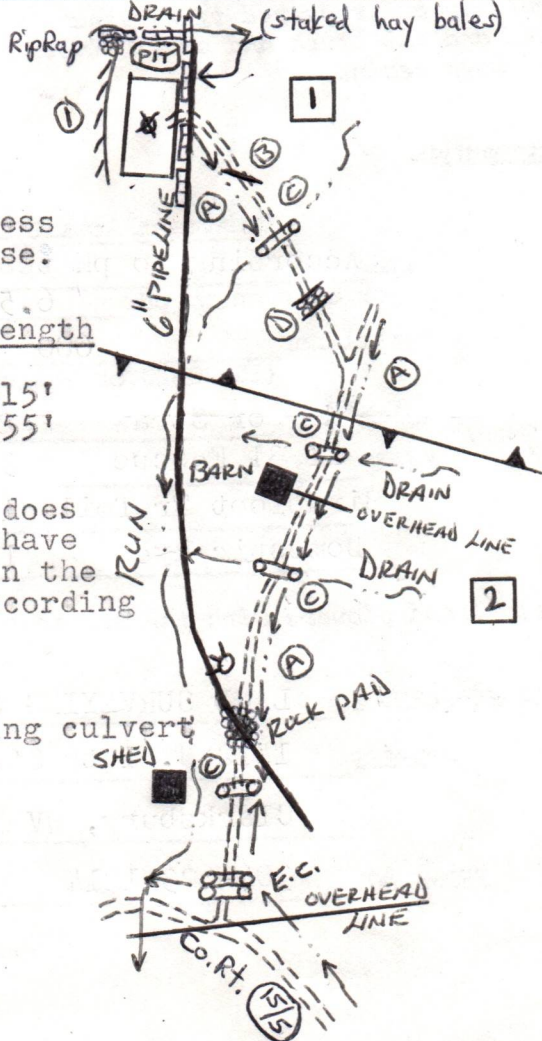 DRAIN
(staked hay bales)
RipRap
PIT
1
1
B
C
A
ess
se.
6" PIPELINE
D
ength
A
15'
55'
C
BARN
DRAIN
OVERHEAD LINE
does
have
n the
cording
RUN
DRAIN
C
2
A
ROCK PAD
ng culvert
SHED
C
E.C.
OVERHEAD
LINE
Co. Rt.
15/5